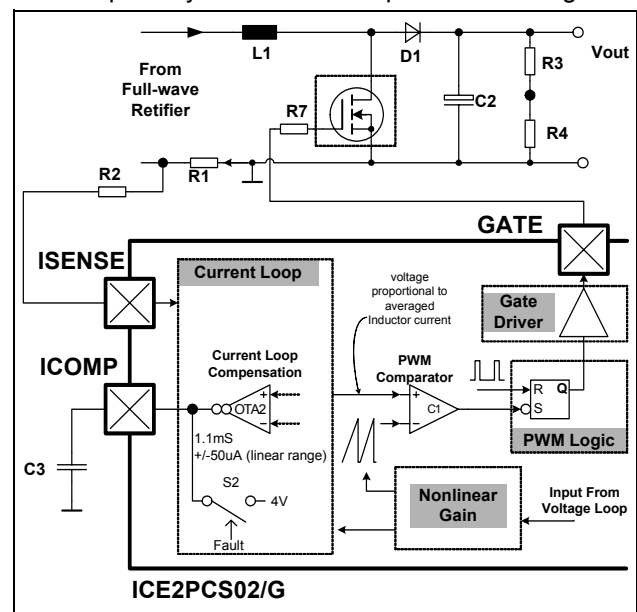 L1
D1
From
Full-wave
Retifier
R7
C2
R3
R4
Vout
R2
R1
GATE
ISENSE
Current Loop
voltage
proportional to
averaged
Inductor current
Gate
Driver
ICOMP
Current Loop
Compensation
+
OTA2
−
1.1mS
+/-50uA (linear range)
PWM
Comparator
+
C1
−
R Q
S
PWM Logic
C3
S2
4V
Fault
Nonlinear
Gain
Input From
Voltage Loop
ICE2PCS02/G